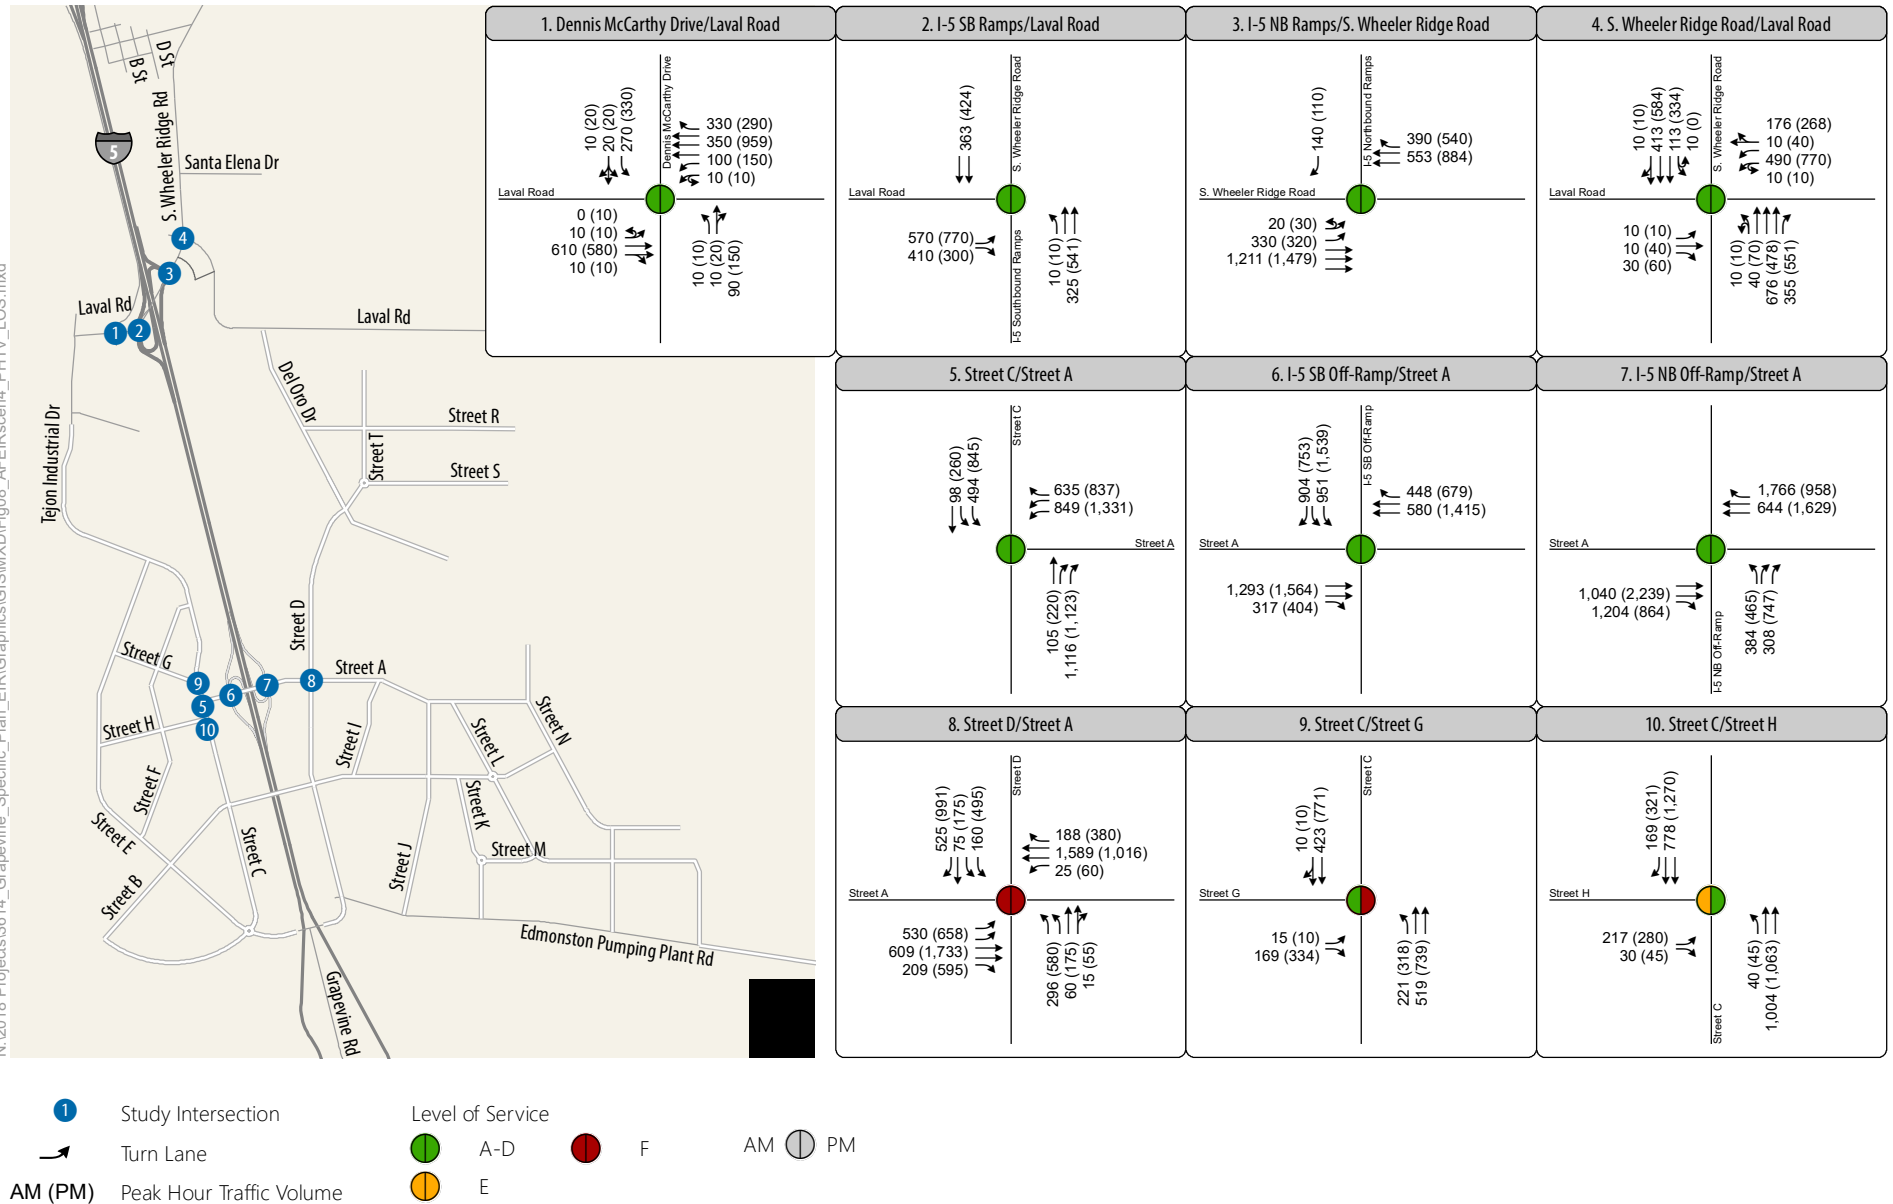 B St
D St
S. Wheeler Ridge Rd
5
Santa Elena Dr
4
3
Laval Rd
1
2
Laval Rd
Tejon Industrial Dr
Del Oro Dr
Street R
Street T
Street S
Street D
Street G
9
5
6
7
8
Street A
10
Street H
Street I
Street L
Street N
Street F
Street E
Street K
Street C
Street J
Street M
Street B
Edmonston Pumping Plant Rd
Grapevine Rd
1. Dennis McCarthy Drive/Laval Road
Dennis McCarthy Drive
Laval Road
10 (20)
20 (20)
270 (330)
330 (290)
350 (959)
100 (150)
10 (10)
0 (10)
10 (10)
610 (580)
10 (10)
10 (10)
10 (20)
90 (150)
2. I-5 SB Ramps/Laval Road
S. Wheeler Ridge Road
Laval Road
I-5 Southbound Ramps
363 (424)
570 (770)
410 (300)
10 (10)
325 (541)
3. I-5 NB Ramps/S. Wheeler Ridge Road
I-5 Northbound Ramps
S. Wheeler Ridge Road
140 (110)
390 (540)
553 (884)
20 (30)
330 (320)
1,211 (1,479)
4. S. Wheeler Ridge Road/Laval Road
S. Wheeler Ridge Road
Laval Road
10 (10)
413 (584)
113 (334)
10 (0)
176 (268)
10 (40)
490 (770)
10 (10)
10 (10)
10 (40)
30 (60)
10 (10)
40 (70)
676 (478)
355 (551)
5. Street C/Street A
Street C
Street A
98 (260)
494 (845)
635 (837)
849 (1,331)
105 (220)
1,116 (1,123)
6. I-5 SB Off-Ramp/Street A
I-5 SB Off-Ramp
Street A
904 (753)
951 (1,539)
448 (679)
580 (1,415)
1,293 (1,564)
317 (404)
7. I-5 NB Off-Ramp/Street A
Street A
I-5 NB Off-Ramp
1,766 (958)
644 (1,629)
1,040 (2,239)
1,204 (864)
384 (465)
308 (747)
8. Street D/Street A
Street D
Street A
525 (991)
75 (175)
160 (495)
188 (380)
1,589 (1,016)
25 (60)
530 (658)
609 (1,733)
209 (595)
296 (580)
60 (175)
15 (55)
9. Street C/Street G
Street C
Street G
10 (10)
423 (771)
15 (10)
169 (334)
221 (318)
519 (739)
10. Street C/Street H
Street H
Street C
169 (321)
778 (1,270)
217 (280)
30 (45)
40 (45)
1,004 (1,063)
1 Study Intersection
Turn Lane
AM (PM) Peak Hour Traffic Volume
Level of Service
A-D
F
E
AM PM